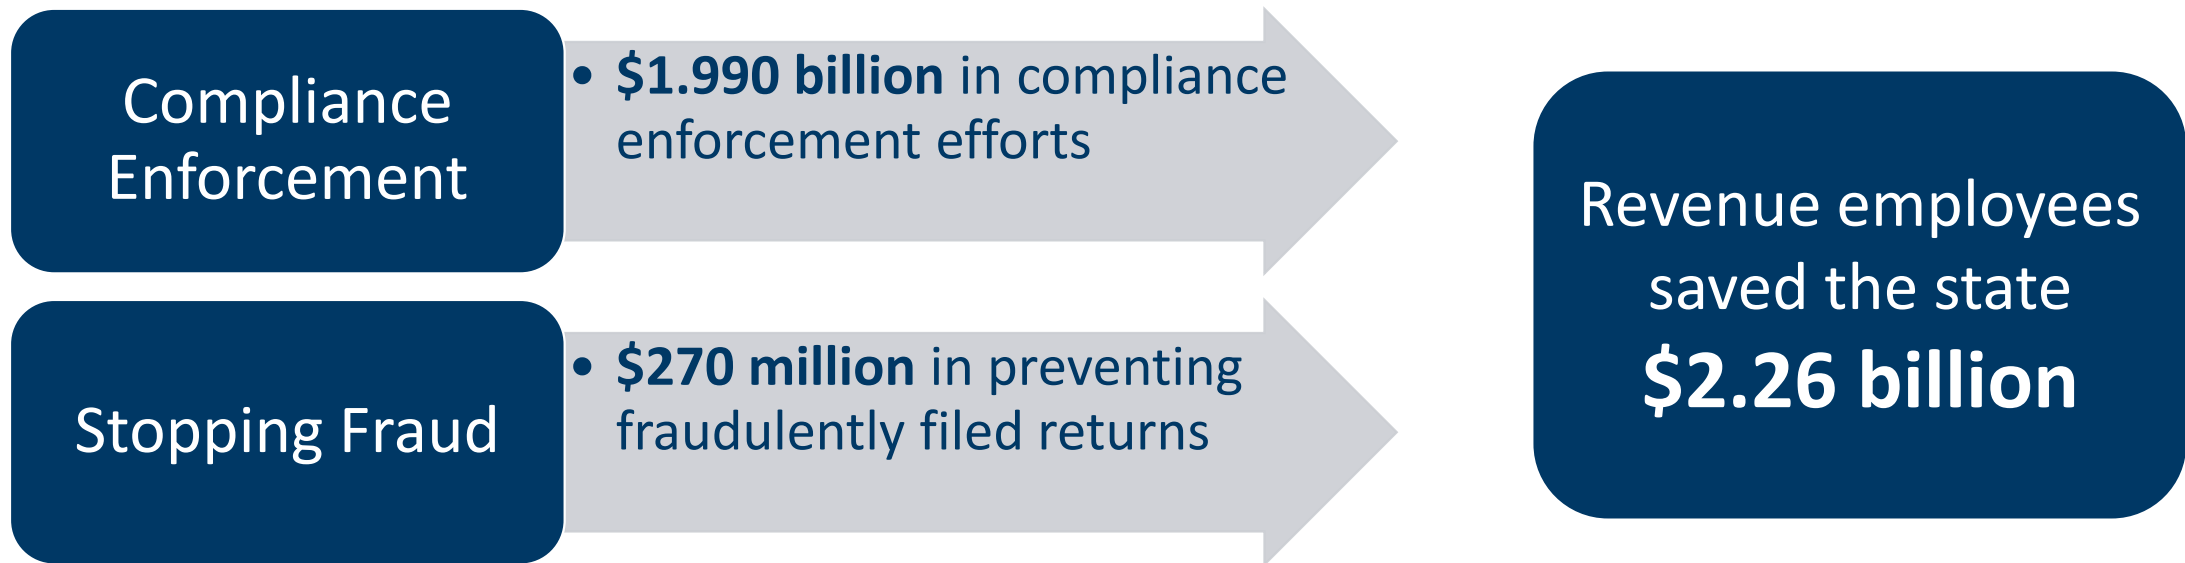 Compliance
Enforcement
• $1.990 billion in compliance
enforcement efforts
Stopping Fraud
• $270 million in preventing
fraudulently filed returns
Revenue employees
saved the state
$2.26 billion